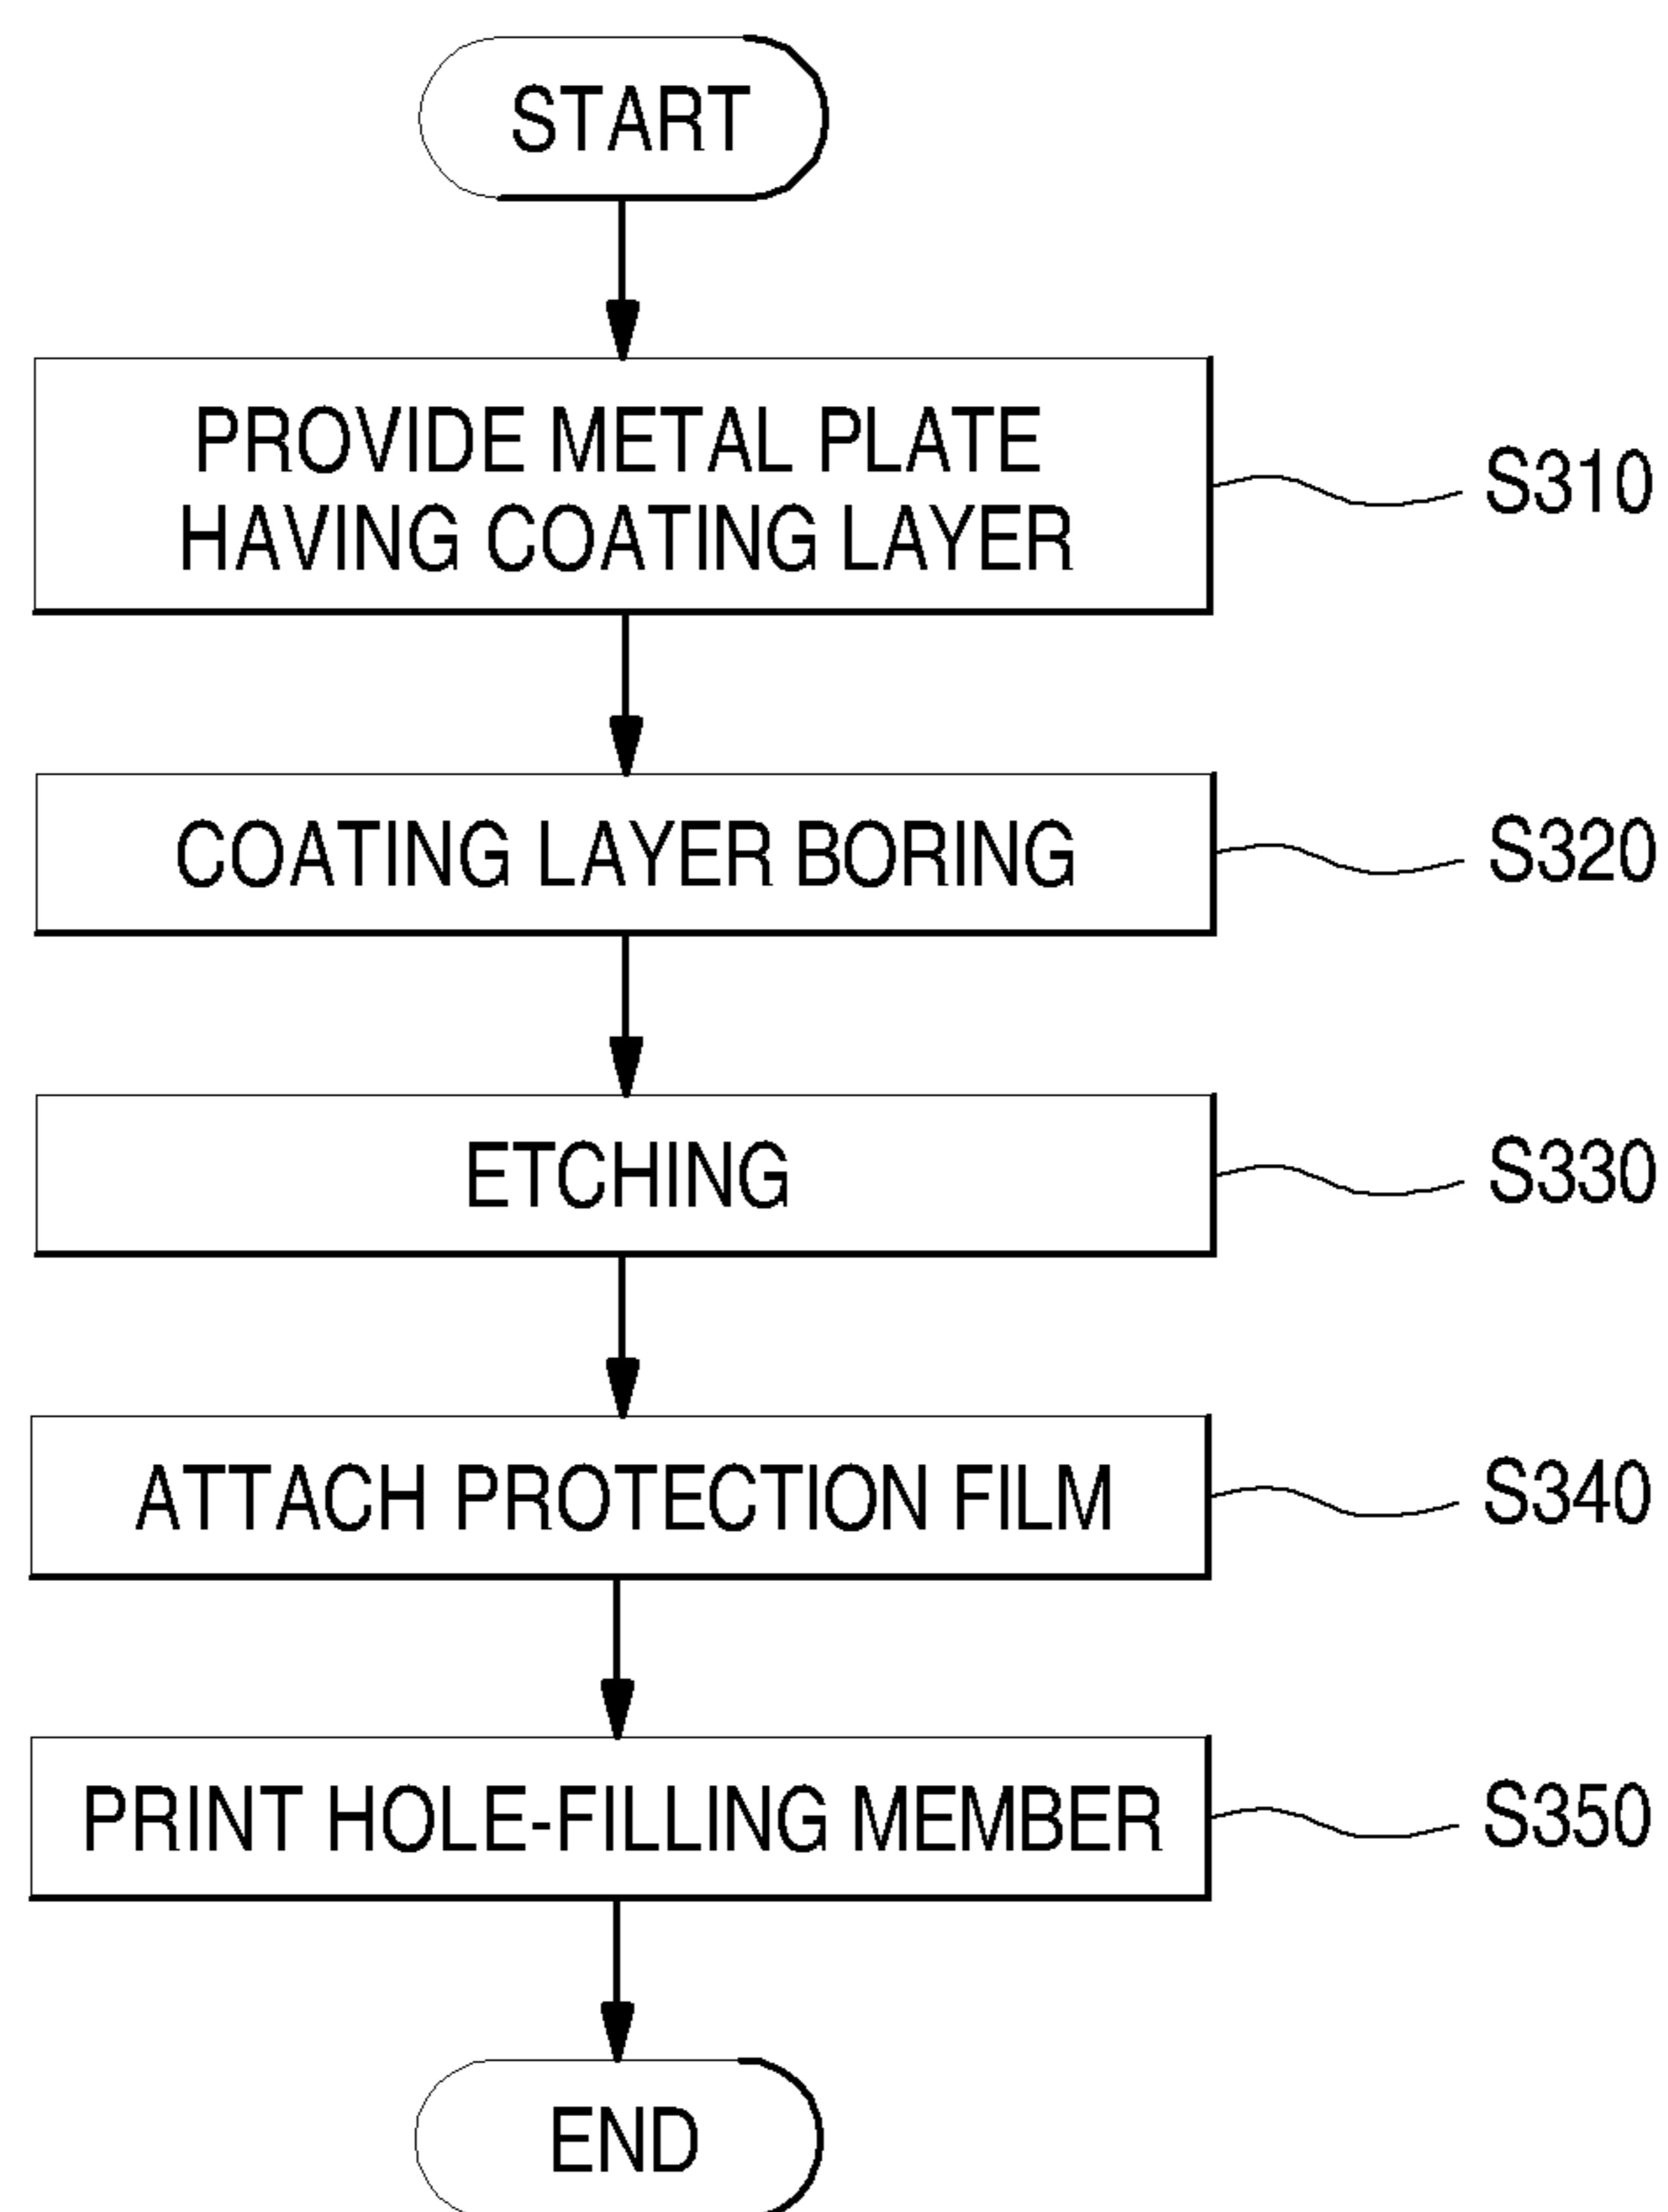 START
PROVIDE METAL PLATE
HAVING COATING LAYER
S310
COATING LAYER BORING
S320
ETCHING
S330
ATTACH PROTECTION FILM
S340
PRINT HOLE-FILLING MEMBER
S350
END